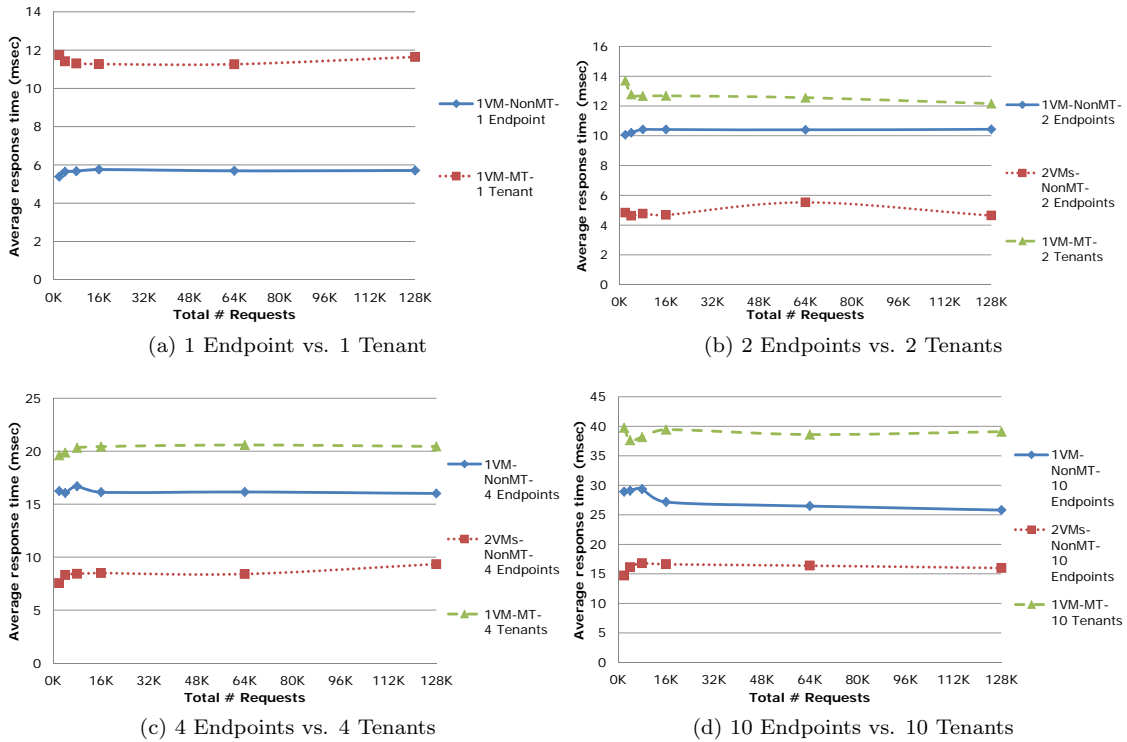 Average response time (msec)
14
12
10
8
6
4
2
0
0K 16K 32K 48K 64K 80K 96K 112K 128K
Total # Requests
1VM-NonMT-
1 Endpoint
1VM-MT-
1 Tenant
(a) 1 Endpoint vs. 1 Tenant
Average response time (msec)
16
14
12
10
8
6
4
2
0
0K 16K 32K 48K 64K 80K 96K 112K 128K
Total # Requests
1VM-NonMT-
2 Endpoints
2VMs-
NonMT-
2 Endpoints
1VM-MT-
2 Tenants
(b) 2 Endpoints vs. 2 Tenants
Average response time (msec)
25
20
15
10
5
0
0K 16K 32K 48K 64K 80K 96K 112K 128K
Total # Requests
1VM-
NonMT-
4 Endpoints
2VMs-
NonMT-
4 Endpoints
1VM-MT-
4 Tenants
(c) 4 Endpoints vs. 4 Tenants
Average response time (msec)
45
40
35
30
25
20
15
10
5
0
0K 16K 32K 48K 64K 80K 96K 112K 128K
Total # Requests
1VM-
NonMT-
10
Endpoints
2VMs-
NonMT-
10
Endpoints
1VM-MT-
10 Tenants
(d) 10 Endpoints vs. 10 Tenants